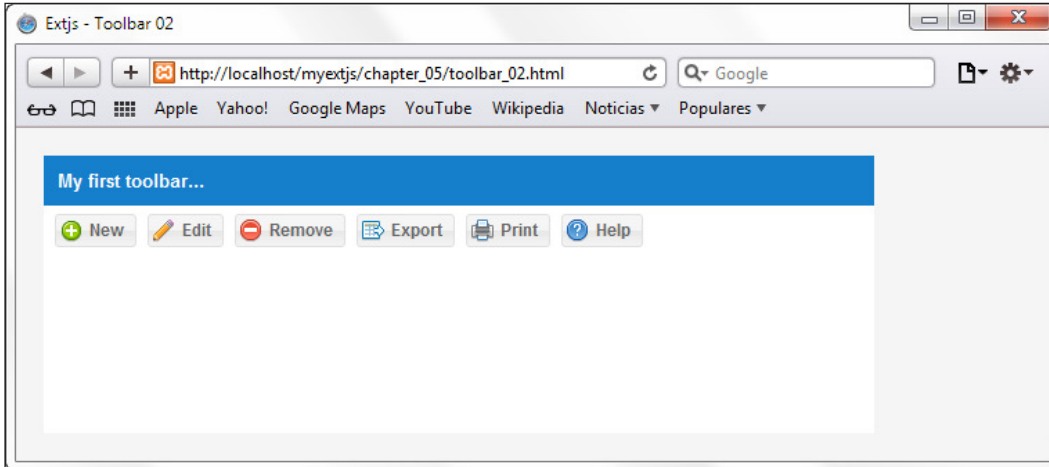 Extjs - Toolbar 02
http://localhost/myextjs/chapter_05/toolbar_02.html
Google
Apple Yahoo! Google Maps YouTube Wikipedia Noticias Populares
My first toolbar...
New Edit Remove Export Print Help